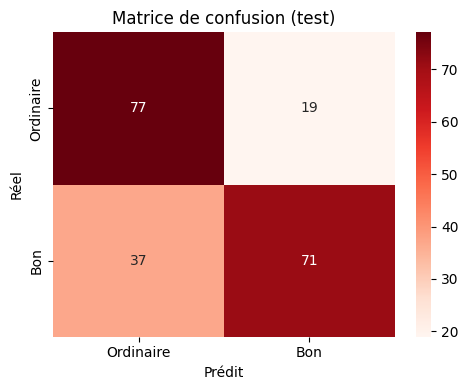 Matrice de confusion (test)
Réel
Ordinaire
77
19
Bon
37
71
Ordinaire
Bon
Prédit
70
60
50
40
30
20